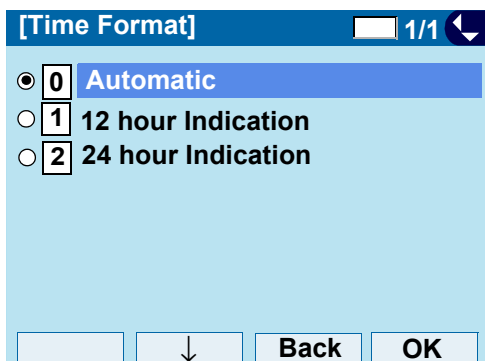 [Time Format] 1/1
0 Automatic
1 12 hour Indication
2 24 hour Indication
↓ Back OK